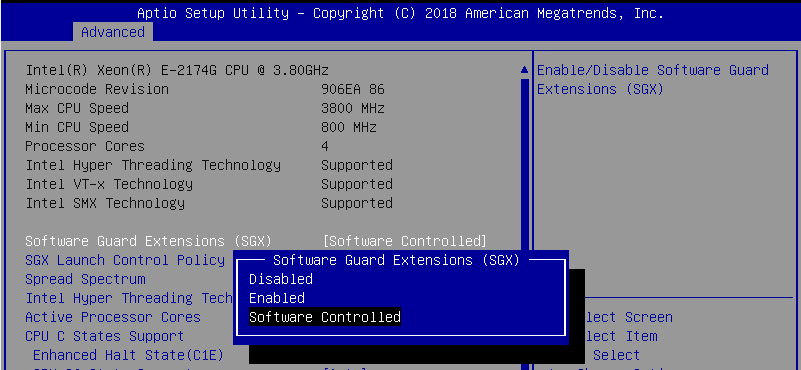 Aptio Setup Utility – Copyright (C) 2018 American Megatrends, Inc.
Advanced
Intel(R) Xeon(R) E-2174G CPU @ 3.80GHz
Microcode Revision 906EA 86
Max CPU Speed 3800 MHz
Min CPU Speed 800 MHz
Processor Cores 4
Intel Hyper Threading Technology Supported
Intel VT-x Technology Supported
Intel SMX Technology Supported
Software Guard Extensions (SGX) [Software Controlled]
SGX Launch Control Policy
Spread Spectrum
Intel Hyper Threading Tech
Active Processor Cores
CPU C States Support
Enhanced Halt State(C1E)
Software Guard Extensions (SGX)
Disabled
Enabled
Software Controlled
Enable/Disable Software Guard
Extensions (SGX)
lect Screen
lect Item
Select